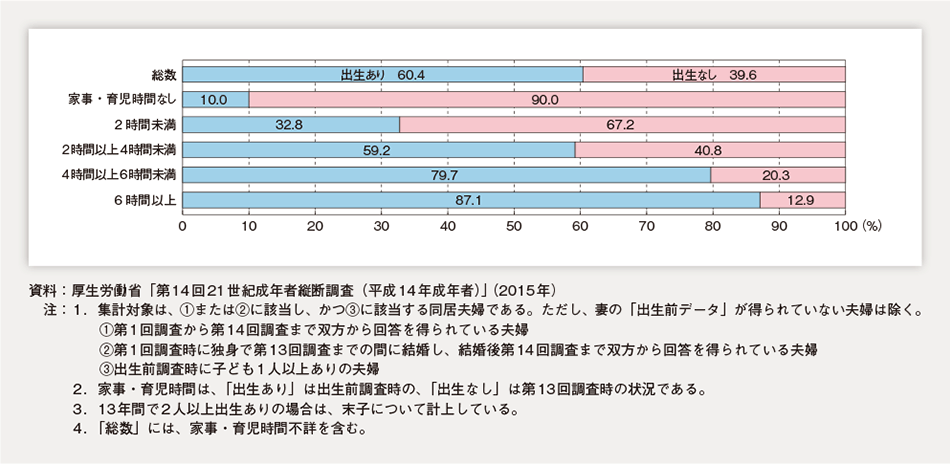 総数 出生あり 60.4 出生なし 39.6
家事・育児時間なし 10.0 90.0
2時間未満 32.8 67.2
2時間以上4時間未満 59.2 40.8
4時間以上6時間未満 79.7 20.3
6時間以上 87.1 12.9
0 10 20 30 40 50 60 70 80 90 100 (%)
資料:厚生労働省「第14回21世紀成年者縦断調査(平成14年成年者)」(2015年)
注:1.集計対象は、①または②に該当し、かつ③に該当する同居夫婦である。ただし、妻の「出生前データ」が得られていない夫婦は除く。
①第1回調査から第14回調査まで双方から回答を得られている夫婦
②第1回調査時に独身で第13回調査までの間に結婚し、結婚後第14回調査まで双方から回答を得られている夫婦
③出生前調査時に子ども1人以上ありの夫婦
2.家事・育児時間は、「出生あり」は出生前調査時の、「出生なし」は第13回調査時の状況である。
3.13年間で2人以上出生ありの場合は、末子について計上している。
4.「総数」には、家事・育児時間不詳を含む。